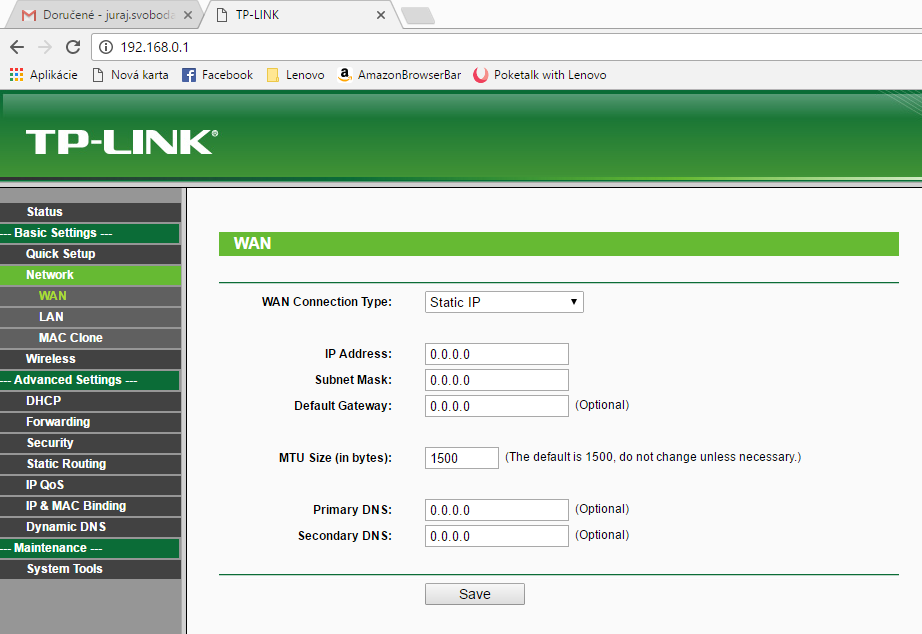 Doručené - juraj.svoboda
TP-LINK
192.168.0.1
Aplikácie Nová karta Facebook Lenovo AmazonBrowserBar Poketalk with Lenovo
TP-LINK®
Status
--- Basic Settings ---
Quick Setup
Network
WAN
LAN
MAC Clone
Wireless
--- Advanced Settings ---
DHCP
Forwarding
Security
Static Routing
IP QoS
IP & MAC Binding
Dynamic DNS
--- Maintenance ---
System Tools
WAN
WAN Connection Type: Static IP
IP Address: 0.0.0.0
Subnet Mask: 0.0.0.0
Default Gateway: 0.0.0.0 (Optional)
MTU Size (in bytes): 1500 (The default is 1500, do not change unless necessary.)
Primary DNS: 0.0.0.0 (Optional)
Secondary DNS: 0.0.0.0 (Optional)
Save